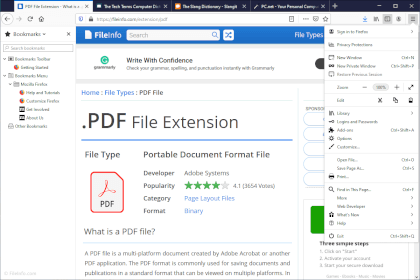 PDF File Extension - What is
The Tech Terms Computer Dic
The Slang Dictionary - SlangIt
PC.net - Your Personal Compu
https://fileinfo.com/extension/pdf
Bookmarks
Search bookmarks
Bookmarks Toolbar
Getting Started
Bookmarks Menu
Mozilla Firefox
Help and Tutorials
Customize Firefox
Get Involved
About Us
Other Bookmarks
FileInfo
Search
grammarly
Write With Confidence
Check your grammar, spelling, and punctuation instantly with Grammarly
Home : File Types : PDF File
.PDF File Extension
File Type
Portable Document Format File
PDF
Developer Adobe Systems
Popularity 4.1 (3654 Votes)
Category Page Layout Files
Format Binary
What is a PDF file?
A PDF file is a multi-platform document created by Adobe Acrobat or another
PDF application. The PDF format is commonly used for saving documents
and publications in a standard format that can be viewed on multiple platforms. In
SPONSOR
Three simple steps
1. Click on "Start"
2. Activate your account
3. Start your secure download
Sign in to Firefox
Privacy Protections
New Window Ctrl+N
New Private Window Ctrl+Shift+P
Restore Previous Session
Zoom 100%
Edit
Library
Logins and Passwords
Add-ons Ctrl+Shift+A
Options
Customize...
Open File... Ctrl+O
Save Page As... Ctrl+S
Print...
Find in This Page... Ctrl+F
More
Web Developer
What's New
Help
Exit Ctrl+Shift+Q
© FileInfo.com